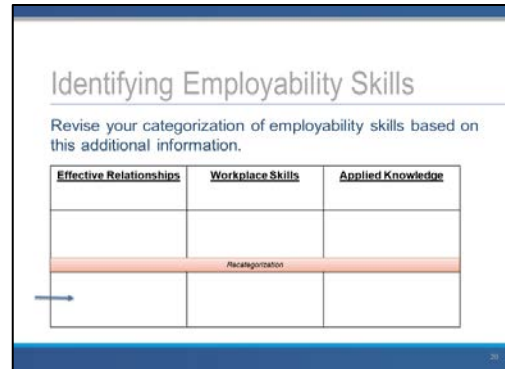 Identifying Employability Skills
Revise your categorization of employability skills based on
this additional information.
Effective Relationships Workplace Skills Applied Knowledge
Recategorization
20